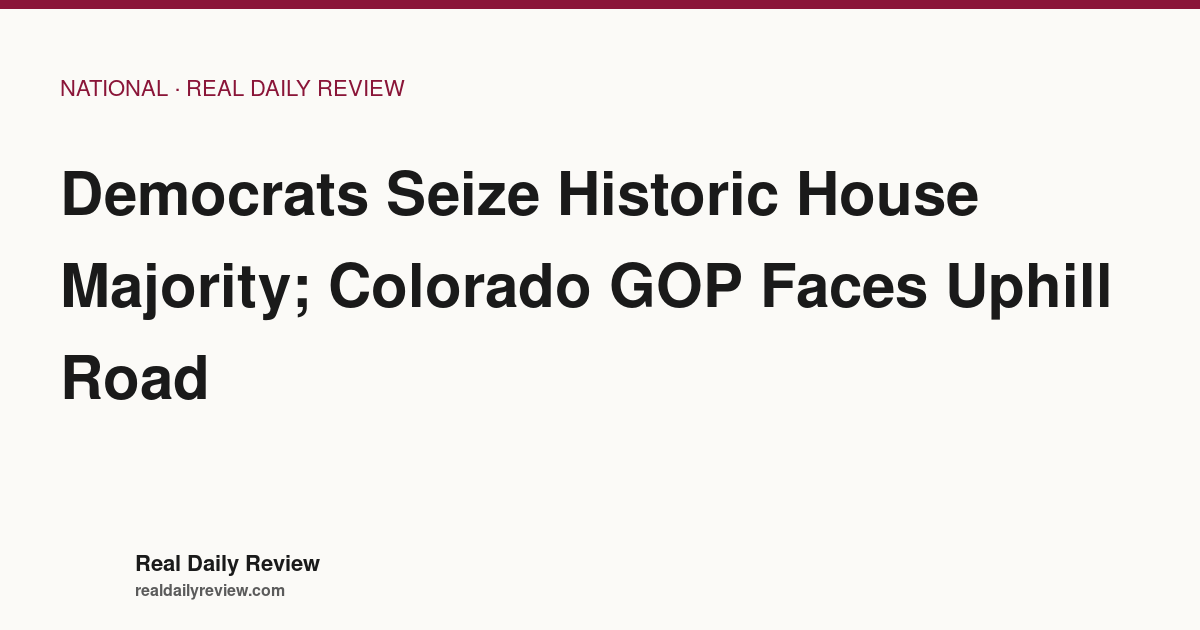 NATIONAL · REAL DAILY REVIEW
Democrats Seize Historic House
Majority; Colorado GOP Faces Uphill
Road
Real Daily Review
realdailyreview.com